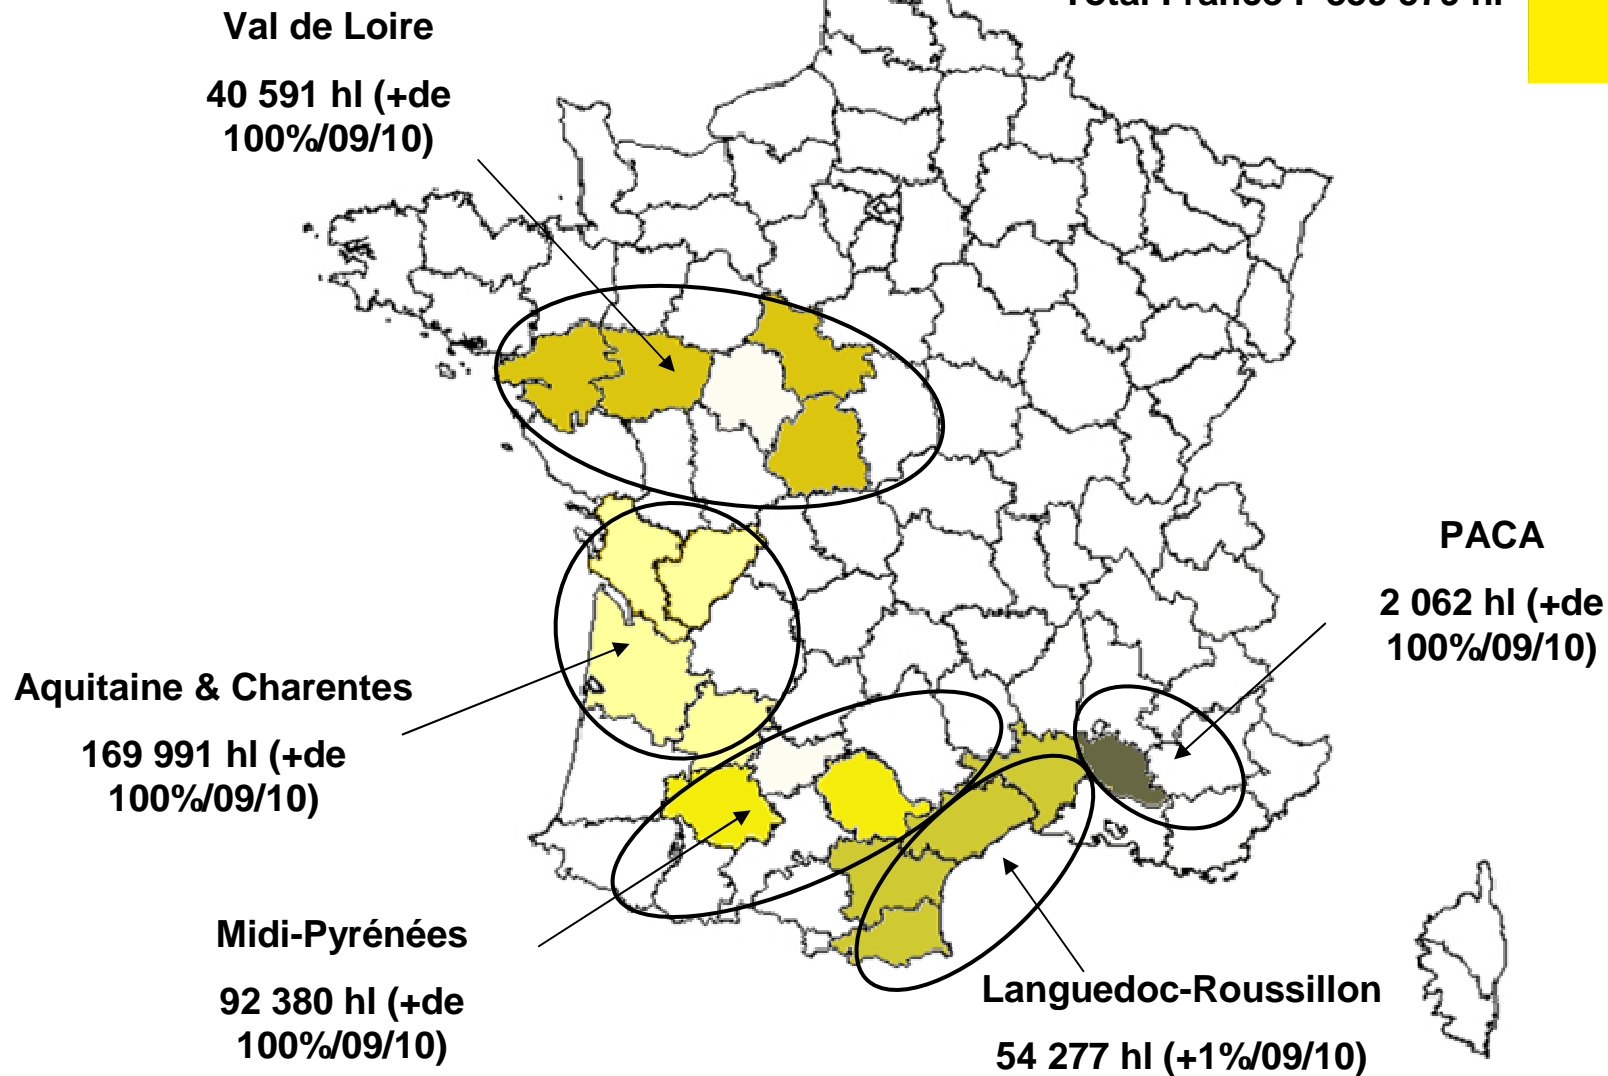 Val de Loire
40 591 hl (+de
100%/09/10)
PACA
2 062 hl (+de
100%/09/10)
Aquitaine & Charentes
169 991 hl (+de
100%/09/10)
Midi-Pyrénées
92 380 hl (+de
100%/09/10)
Languedoc-Roussillon
54 277 hl (+1%/09/10)